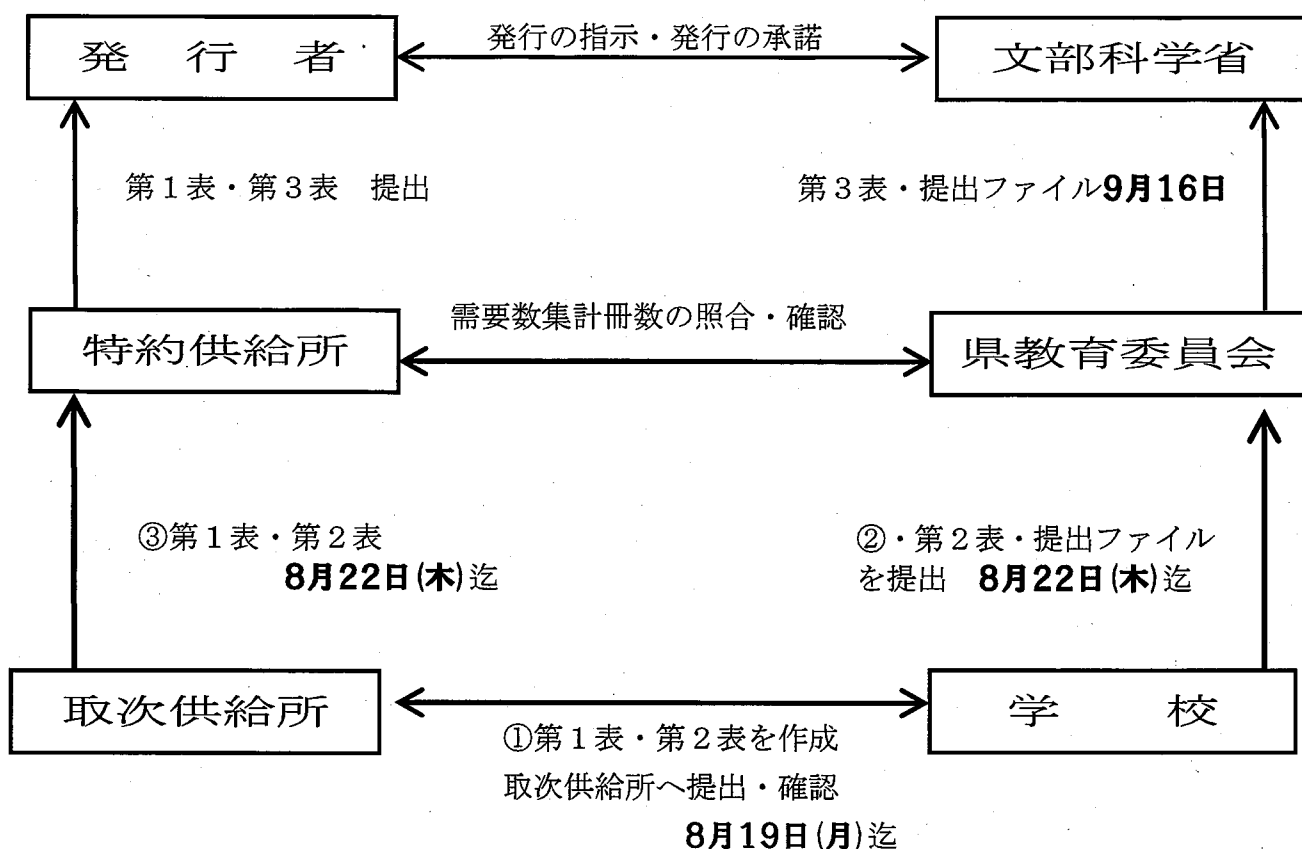 発行者
発行の指示・発行の承諾
文部科学省
第1表・第3表 提出
第3表・提出ファイル9月16日
特約供給所
需要数集計冊数の照合・確認
県教育委員会
③第1表・第2表
8月22日(木)迄
②・第2表・提出ファイル
を提出 8月22日(木)迄
取次供給所
学校
①第1表・第2表を作成
取次供給所へ提出・確認
8月19日(月)迄